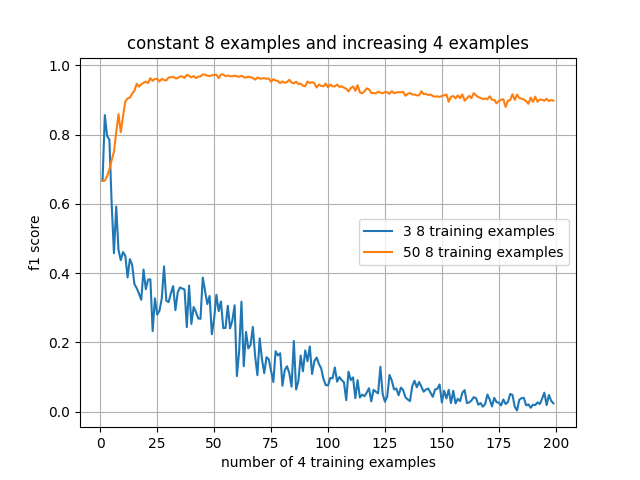 constant 8 examples and increasing 4 examples
1.0
0.8
0.6
0.4
0.2
0.0
f1 score
3 8 training examples
50 8 training examples
0 25 50 75 100 125 150 175 200
number of 4 training examples